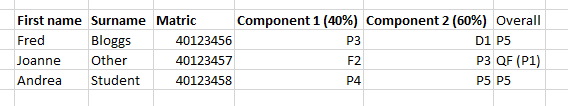 First name Surname Matric Component 1 (40%) Component 2 (60%) Overall
Fred Bloggs 40123456 P3 D1 P5
Joanne Other 40123457 F2 P3 QF (P1)
Andrea Student 40123458 P4 P5 P5